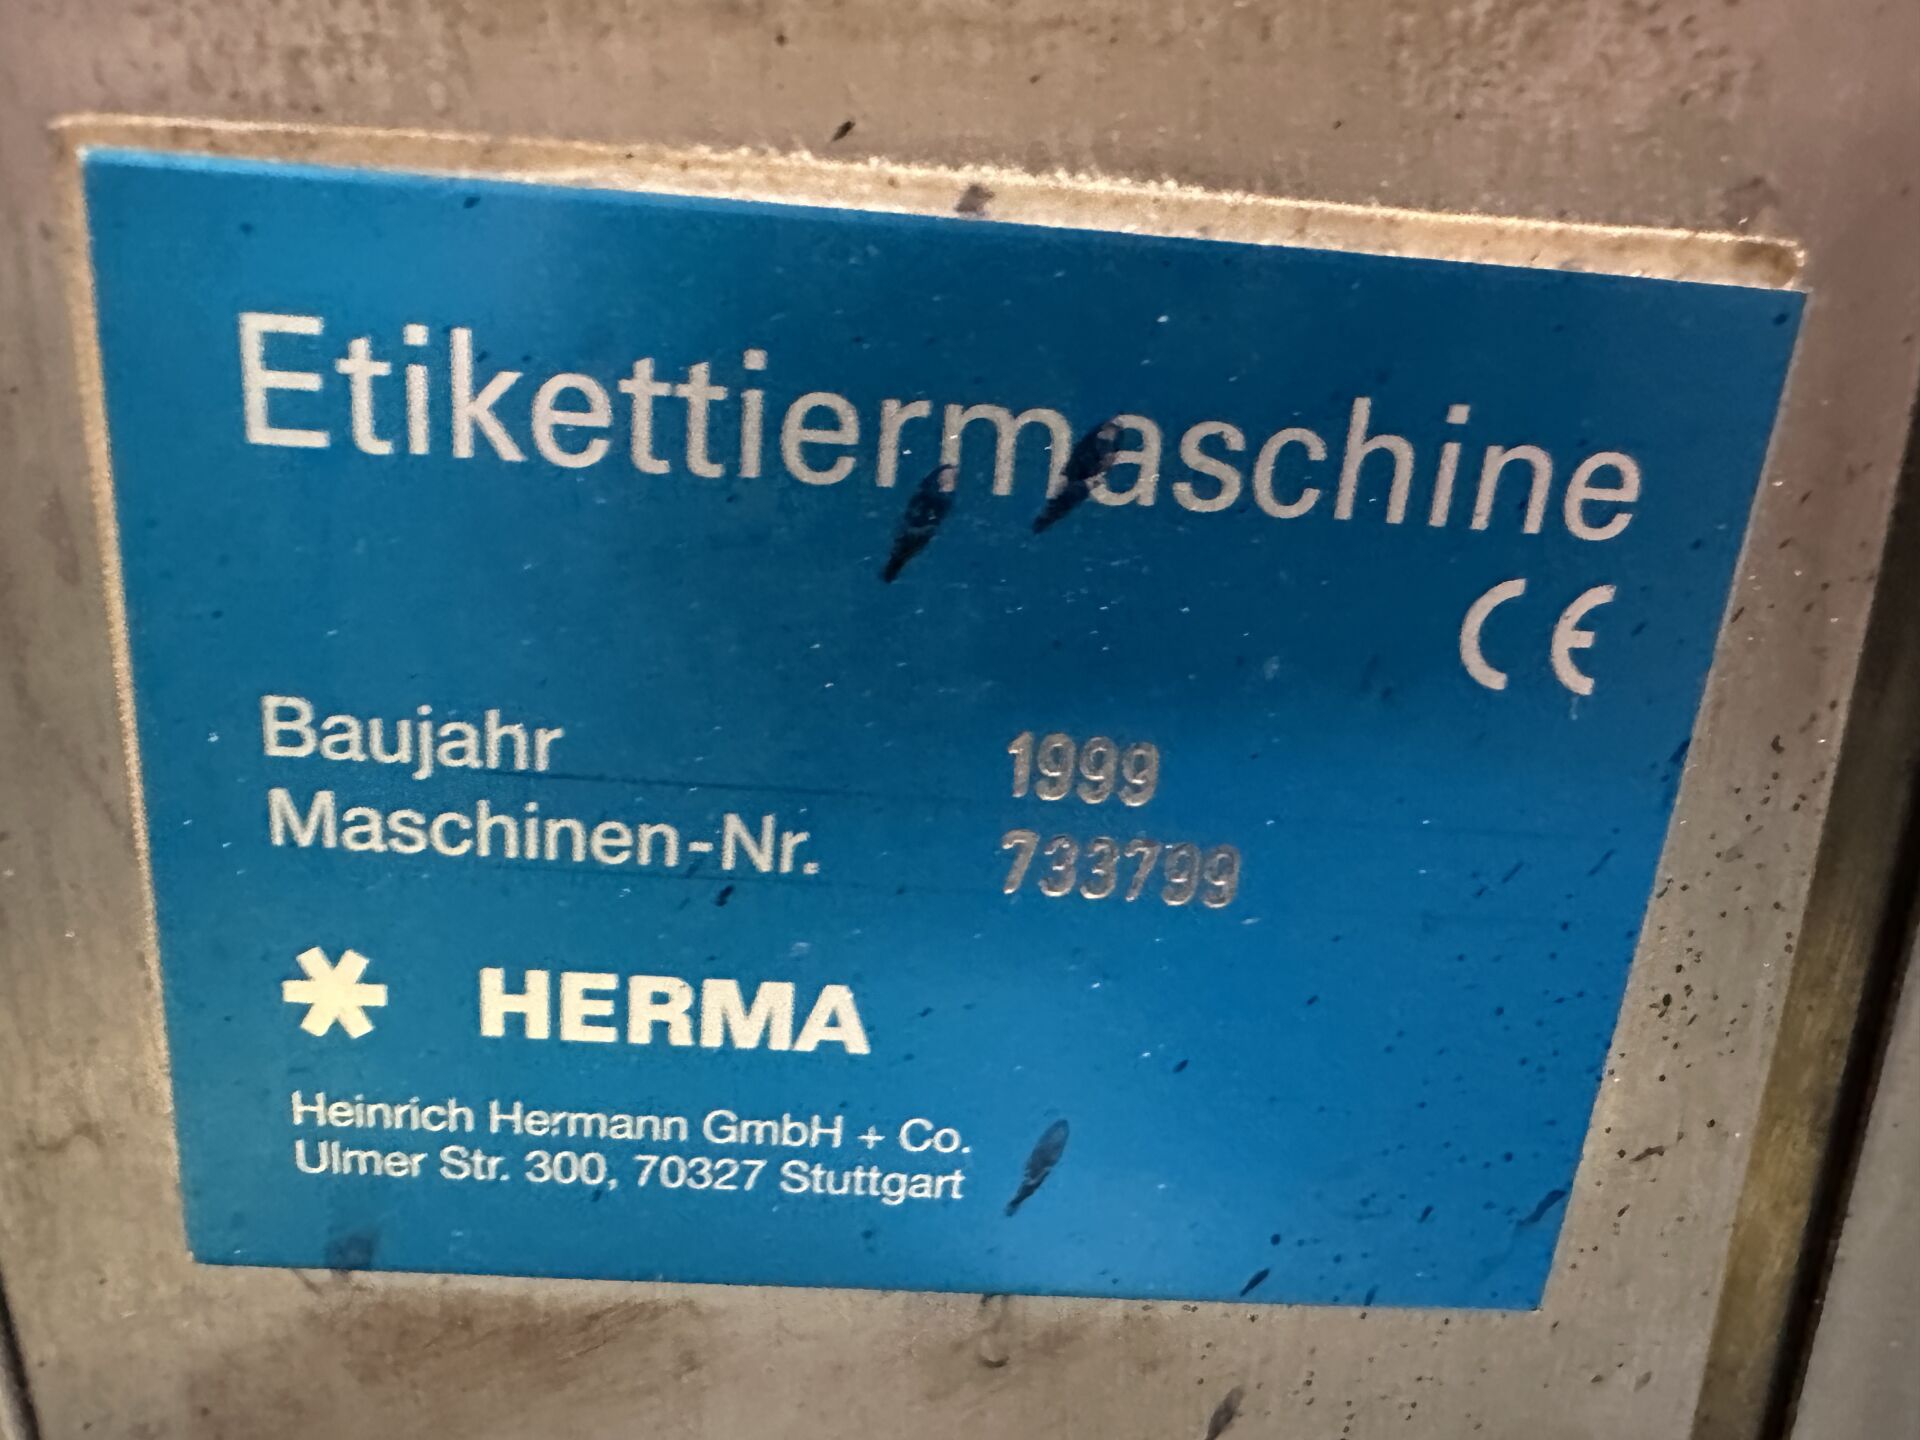 Etikettiermaschine
CE
Baujahr 1999
Maschinen-Nr. 733799
HERMA
Heinrich Hermann GmbH + Co.
Ulmer Str. 300, 70327 Stuttgart